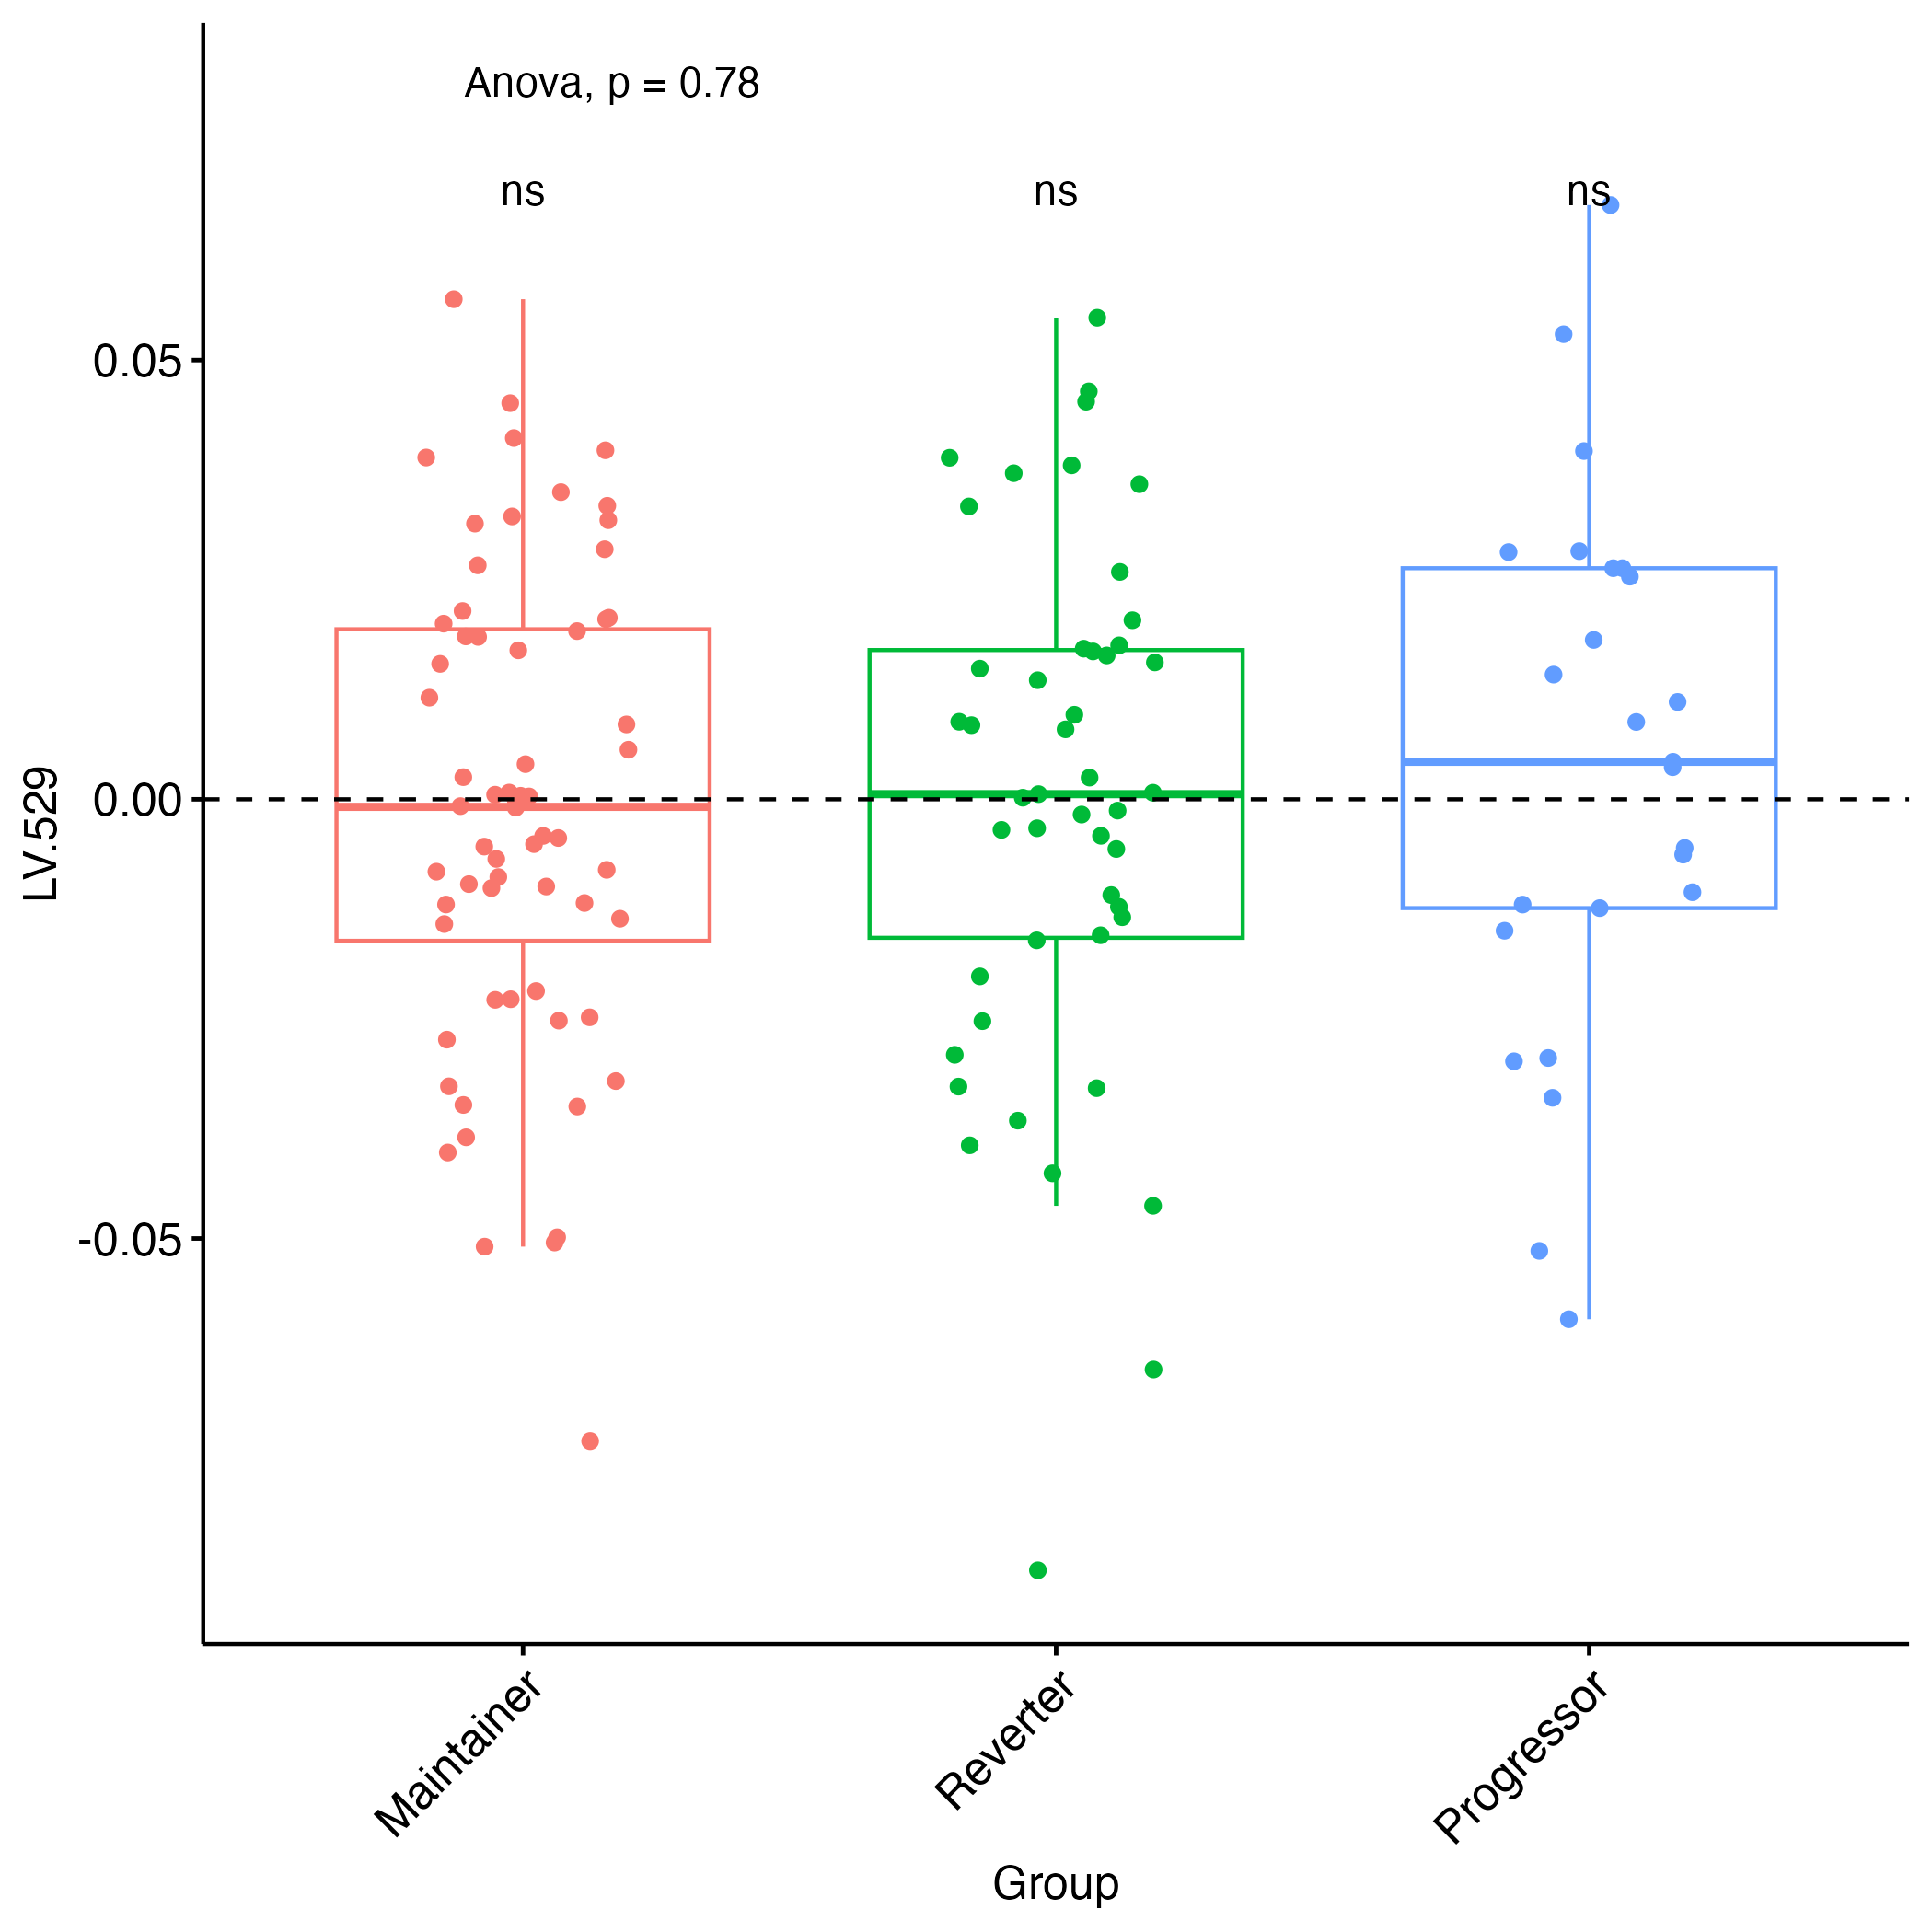 Anova, p = 0.78
ns ns ns
0.05
0.00
-0.05
LV.529
Maintainer Reverter Progressor
Group